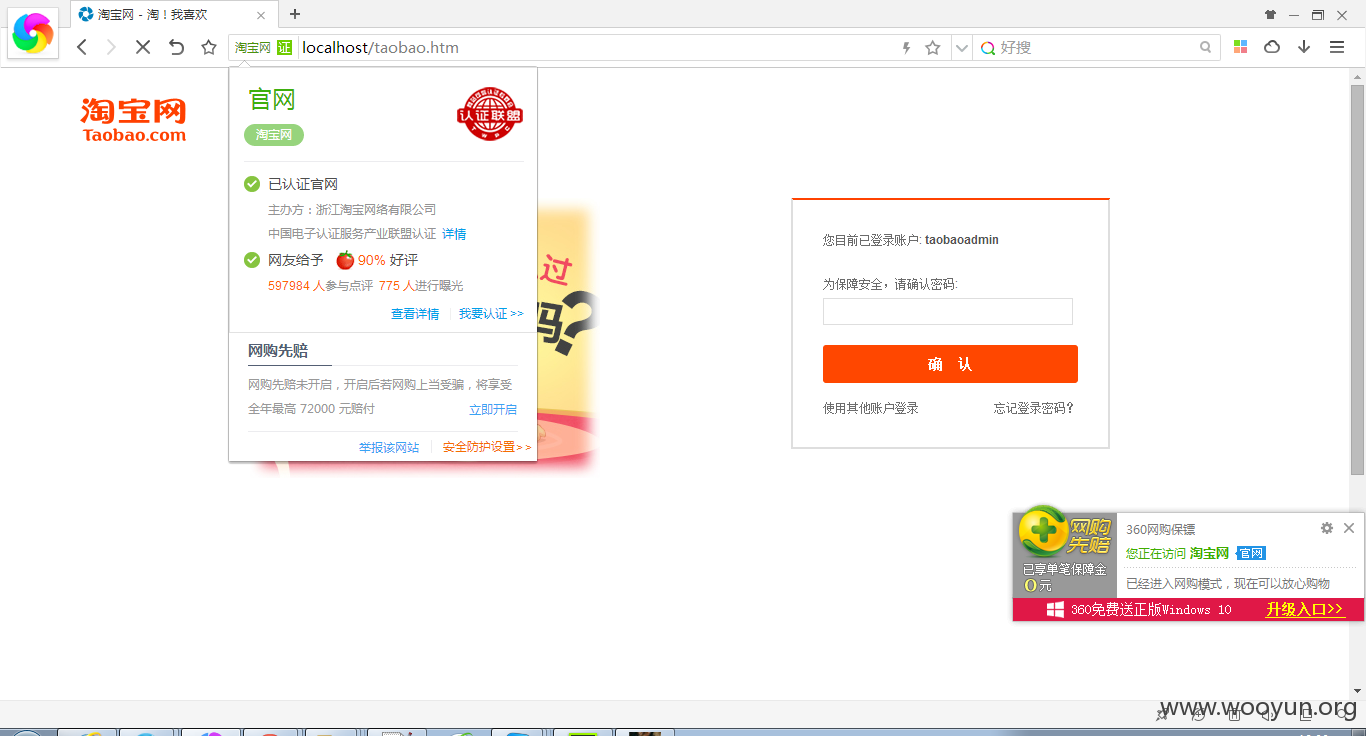 淘宝网 - 淘！我喜欢
淘宝网 证 localhost/taobao.htm
好搜
淘宝网
Taobao.com
官网
淘宝网
认证联盟
已认证官网
主办方：浙江淘宝网络有限公司
中国电子认证服务产业联盟认证 详情
网友给予 90% 好评
597984 人参与点评 775 人进行曝光
查看详情 我要认证 >>
网购先赔
网购先赔未开启，开启后若网购上当受骗，将享受
全年最高 72000 元赔付 立即开启
举报该网站 安全防护设置>>
过
吗?
您目前已登录账户: taobaoadmin
为保障安全，请确认密码:
确 认
使用其他账户登录 忘记登录密码?
网购
先赔
已享单笔保障金
0元
360网购保镖
您正在访问 淘宝网 官网
已经进入网购模式，现在可以放心购物
360免费送正版Windows 10 升级入口>>
www.wooyun.org